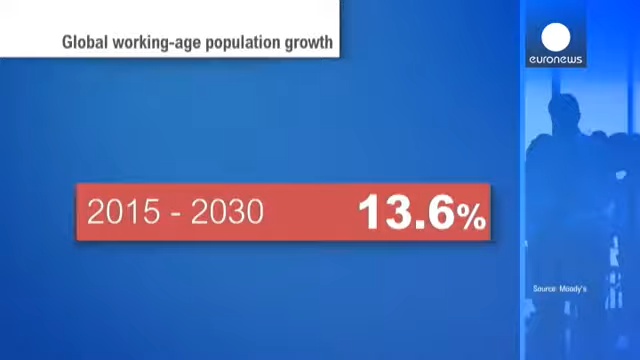 Global working-age population growth
euronews
2015 - 2030 13.6%
Source: Moody's